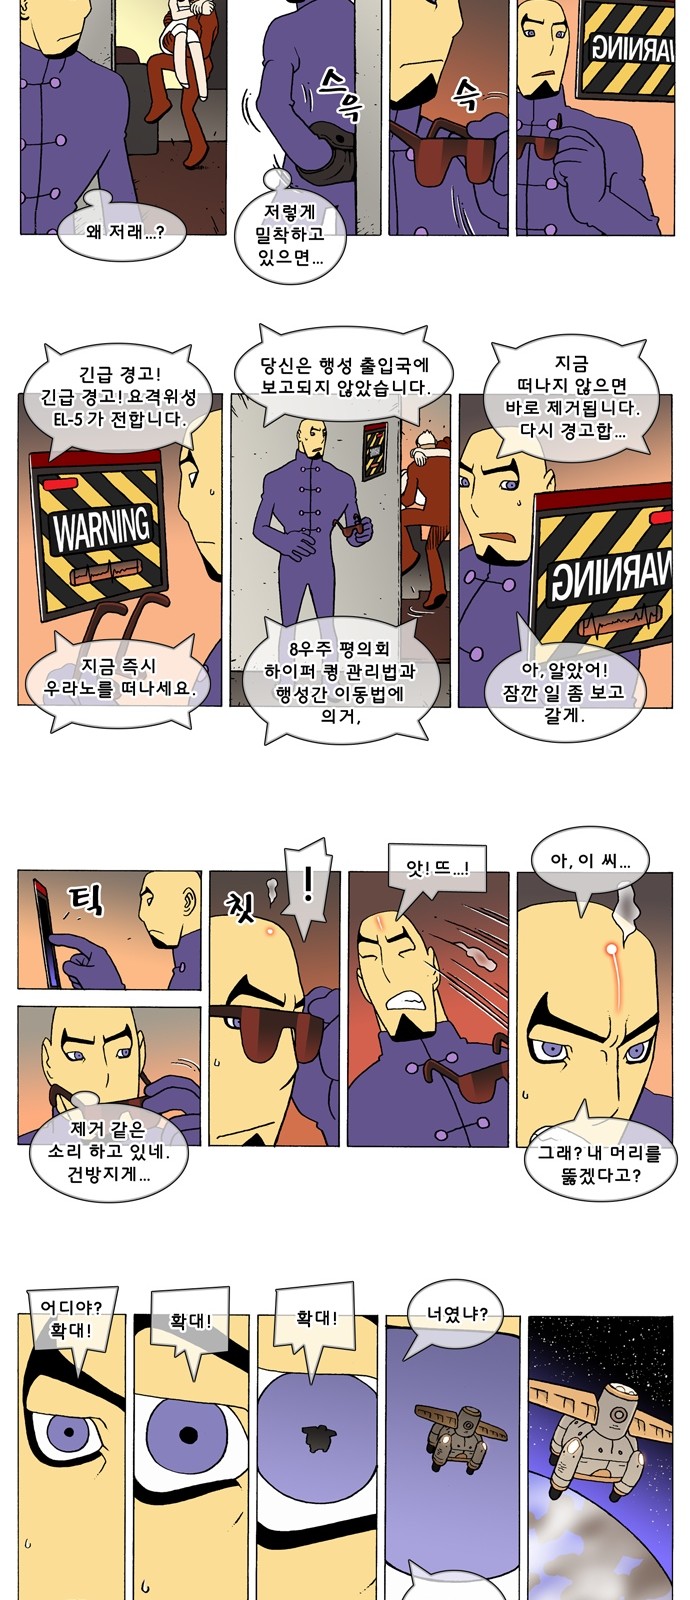 WARNING
스윽
슥
왜 저래...?
저렇게
밀착하고
있으면...
긴급 경고!
긴급 경고! 요격위성
EL-5 가 전합니다.
WARNING
지금 즉시
우라노를 떠나세요.
당신은 행성 출입국에
보고되지 않았습니다.
8우주 평의회
하이퍼 퀑 관리법과
행성간 이동법에
의거,
지금
떠나지 않으면
바로 제거됩니다.
다시 경고합...
WARNING
아, 알았어!
잠깐 일 좀 보고
갈게.
틱
제거 같은
소리 하고 있네.
건방지게...
칫
!
앗! 뜨...!
아, 이 씨...
그래? 내 머리를
뚫겠다고?
어디야?
확대!
확대!
확대!
너였냐?